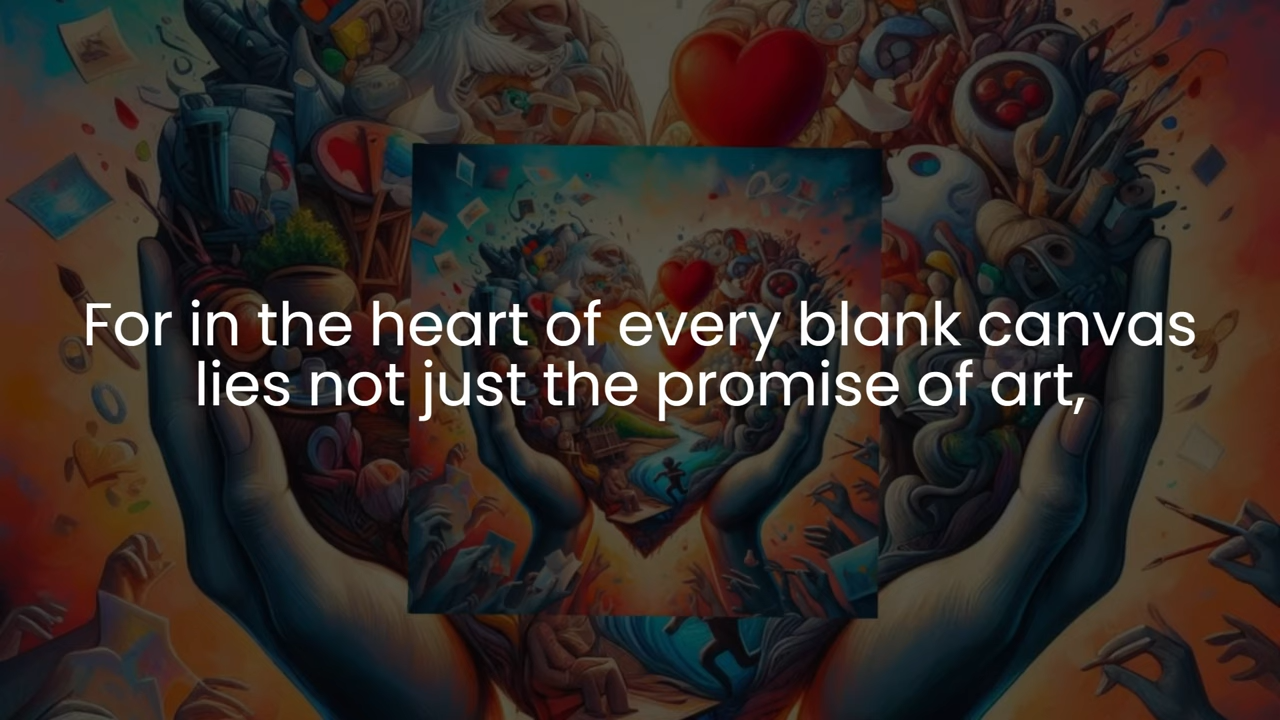 For in the heart of every blank canvas
lies not just the promise of art,